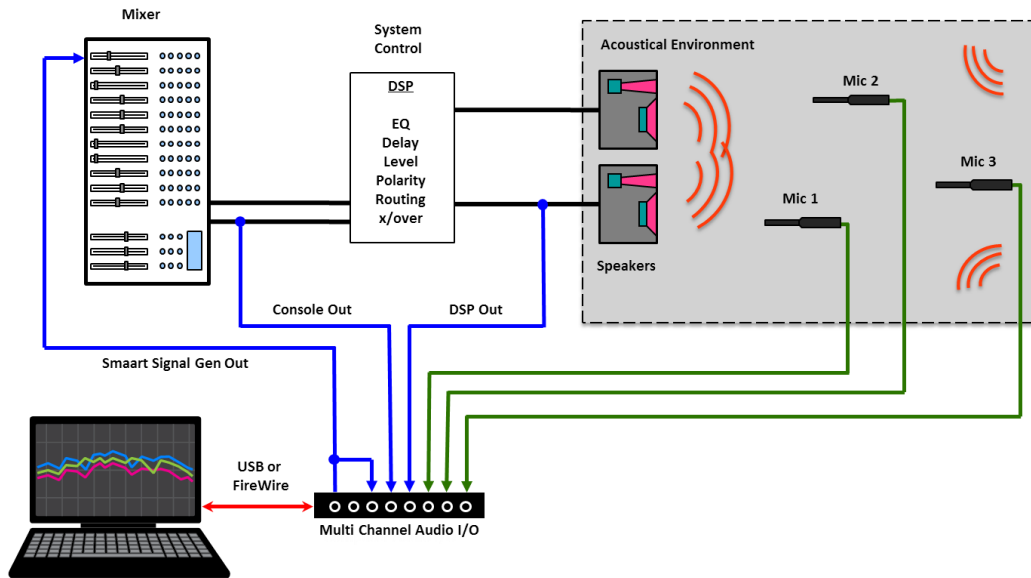 Mixer
System
Control
DSP
EQ
Delay
Level
Polarity
Routing
x/over
Acoustical Environment
Mic 2
Mic 3
Mic 1
Speakers
Console Out
DSP Out
Smaart Signal Gen Out
USB or
FireWire
Multi Channel Audio I/O